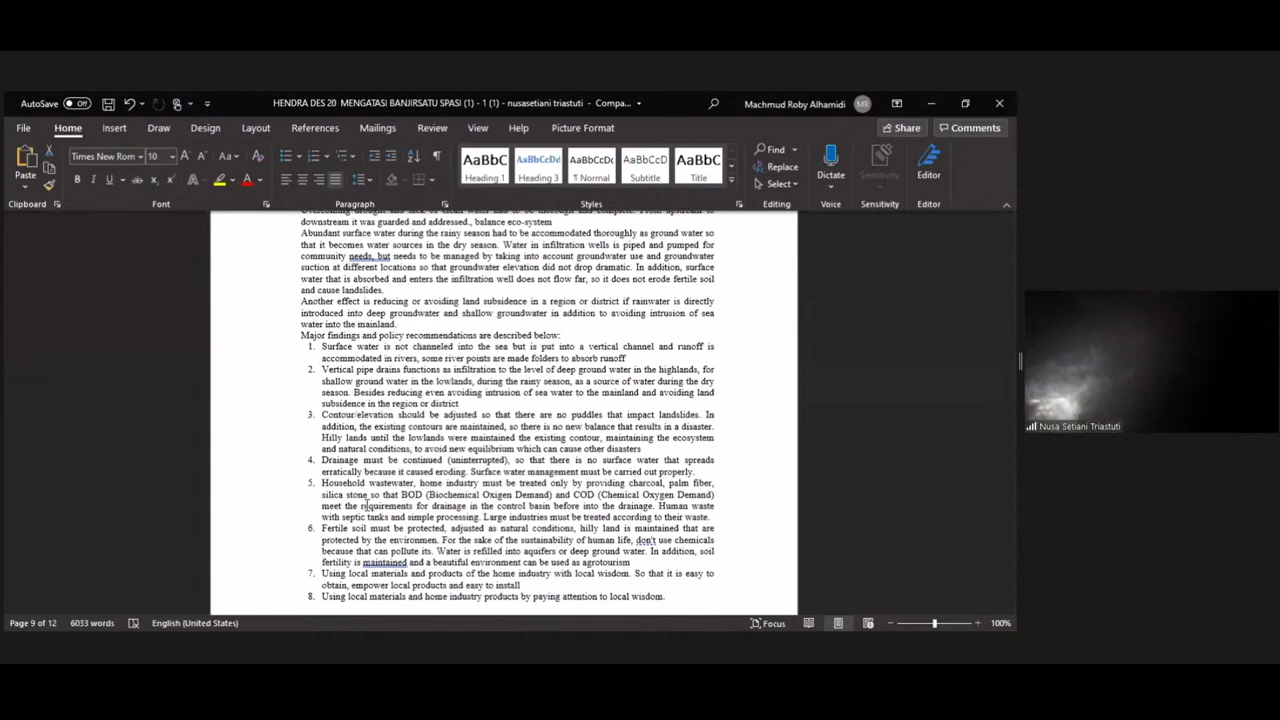 AutoSave Off
HENDRA DES 20 MENGATASI BANJIRSATU SPASI (1) - 1 (1) - nusasetiani triastuti - Compa...
Machmud Roby Alhamidi MR
File Home Insert Draw Design Layout References Mailings Review View Help Picture Format
Share Comments
Times New Rom 10
Paste
AaBbC AaBbCcDd AaBbCcDc AaBbCcD AaBbC
Heading 1 Heading 3 ¶ Normal Subtitle Title
Find
Replace
Select
Dictate Sensitivity Editor
Clipboard Font Paragraph Styles Editing Voice Sensitivity Editor
Overcoming drought and lack of clean water had to be thorough and complete. From upstream to
downstream it was guarded and addressed., balance eco-system
Abundant surface water during the rainy season had to be accommodated thoroughly as ground water so
that it becomes water sources in the dry season. Water in infiltration wells is piped and pumped for
community needs, but needs to be managed by taking into account groundwater use and groundwater
suction at different locations so that groundwater elevation did not drop dramatic. In addition, surface
water that is absorbed and enters the infiltration well does not flow far, so it does not erode fertile soil
and cause landslides.
Another effect is reducing or avoiding land subsidence in a region or district if rainwater is directly
introduced into deep groundwater and shallow groundwater in addition to avoiding intrusion of sea
water into the mainland.
Major findings and policy recommendations are described below:
1. Surface water is not channeled into the sea but is put into a vertical channel and runoff is
accommodated in rivers, some river points are made folders to absorb runoff
2. Vertical pipe drains functions as infiltration to the level of deep ground water in the highlands, for
shallow ground water in the lowlands, during the rainy season, as a source of water during the dry
season. Besides reducing even avoiding intrusion of sea water to the mainland and avoiding land
subsidence in the region or district
3. Contour/elevation should be adjusted so that there are no puddles that impact landslides. In
addition, the existing contours are maintained, so there is no new balance that results in a disaster.
Hilly lands until the lowlands were maintained the existing contour, maintaining the ecosystem
and natural conditions, to avoid new equilibrium which can cause other disasters
4. Drainage must be continued (uninterrupted), so that there is no surface water that spreads
erratically because it caused eroding. Surface water management must be carried out properly.
5. Household wastewater, home industry must be treated only by providing charcoal, palm fiber,
silica stone so that BOD (Biochemical Oxigen Demand) and COD (Chemical Oxygen Demand)
meet the requirements for drainage in the control basin before into the drainage. Human waste
with septic tanks and simple processing. Large industries must be treated according to their waste.
6. Fertile soil must be protected, adjusted as natural conditions, hilly land is maintained that are
protected by the environmen. For the sake of the sustainability of human life, don't use chemicals
because that can pollute its. Water is refilled into aquifers or deep ground water. In addition, soil
fertility is maintained and a beautiful environment can be used as agrotourism
7. Using local materials and products of the home industry with local wisdom. So that it is easy to
obtain, empower local products and easy to install
8. Using local materials and home industry products by paying attention to local wisdom.
Nusa Setiani Triastuti
Page 9 of 12 6033 words English (United States) Focus 100%